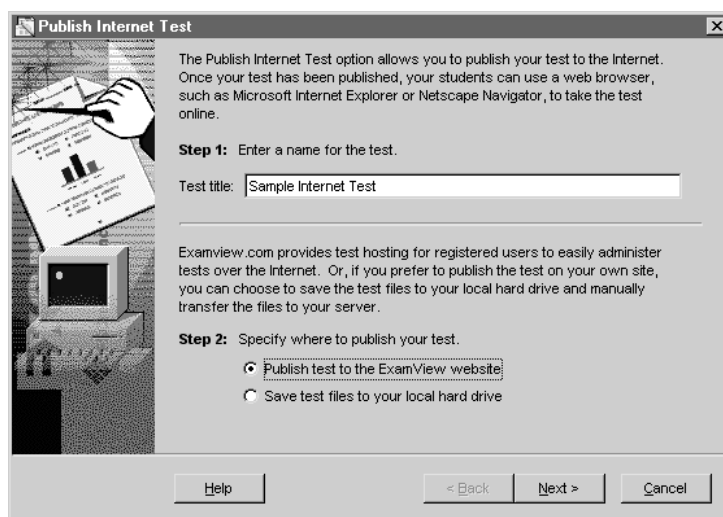 Publish Internet Test
The Publish Internet Test option allows you to publish your test to the Internet.
Once your test has been published, your students can use a web browser,
such as Microsoft Internet Explorer or Netscape Navigator, to take the test
online.
Step 1: Enter a name for the test.
Test title: Sample Internet Test
Examview.com provides test hosting for registered users to easily administer
tests over the Internet. Or, if you prefer to publish the test on your own site,
you can choose to save the test files to your local hard drive and manually
transfer the files to your server.
Step 2: Specify where to publish your test.
Publish test to the ExamView website
Save test files to your local hard drive
Help < Back Next > Cancel